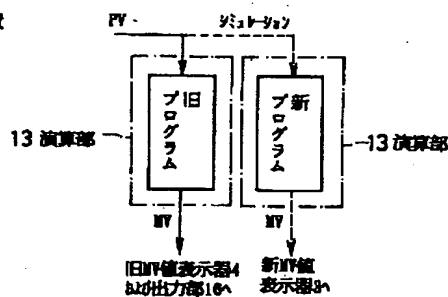 PV
シミュレーション
旧プログラム
新プログラム
13 演算部
13 演算部
MV
MV
旧MV値表示器4
および出力部16へ
新MV値
表示器3へ